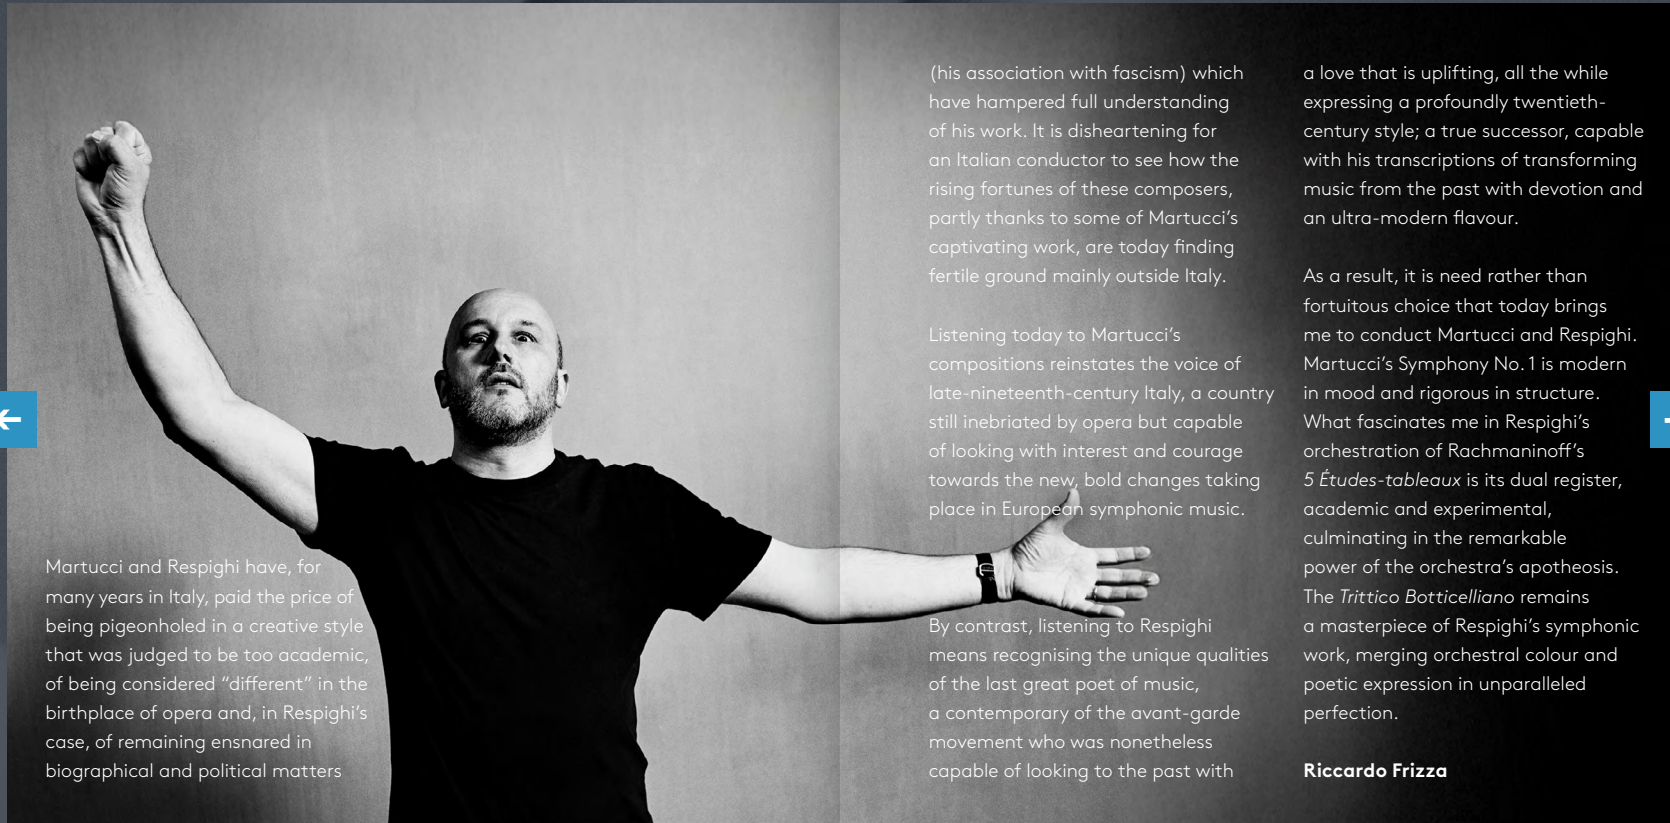 Martucci and Respighi have, for
many years in Italy, paid the price of
being pigeonholed in a creative style
that was judged to be too academic,
of being considered “different” in the
birthplace of opera and, in Respighi’s
case, of remaining ensnared in
biographical and political matters
(his association with fascism) which
have hampered full understanding
of his work. It is disheartening for
an Italian conductor to see how the
rising fortunes of these composers,
partly thanks to some of Martucci’s
captivating work, are today finding
fertile ground mainly outside Italy.
Listening today to Martucci’s
compositions reinstates the voice of
late-nineteenth-century Italy, a country
still inebriated by opera but capable
of looking with interest and courage
towards the new, bold changes taking
place in European symphonic music.
By contrast, listening to Respighi
means recognising the unique qualities
of the last great poet of music,
a contemporary of the avant-garde
movement who was nonetheless
capable of looking to the past with
a love that is uplifting, all the while
expressing a profoundly twentieth-
century style; a true successor, capable
with his transcriptions of transforming
music from the past with devotion and
an ultra-modern flavour.
As a result, it is need rather than
fortuitous choice that today brings
me to conduct Martucci and Respighi.
Martucci’s Symphony No. 1 is modern
in mood and rigorous in structure.
What fascinates me in Respighi’s
orchestration of Rachmaninoff’s
5 Études-tableaux is its dual register,
academic and experimental,
culminating in the remarkable
power of the orchestra’s apotheosis.
The Trittico Botticelliano remains
a masterpiece of Respighi’s symphonic
work, merging orchestral colour and
poetic expression in unparalleled
perfection.
Riccardo Frizza